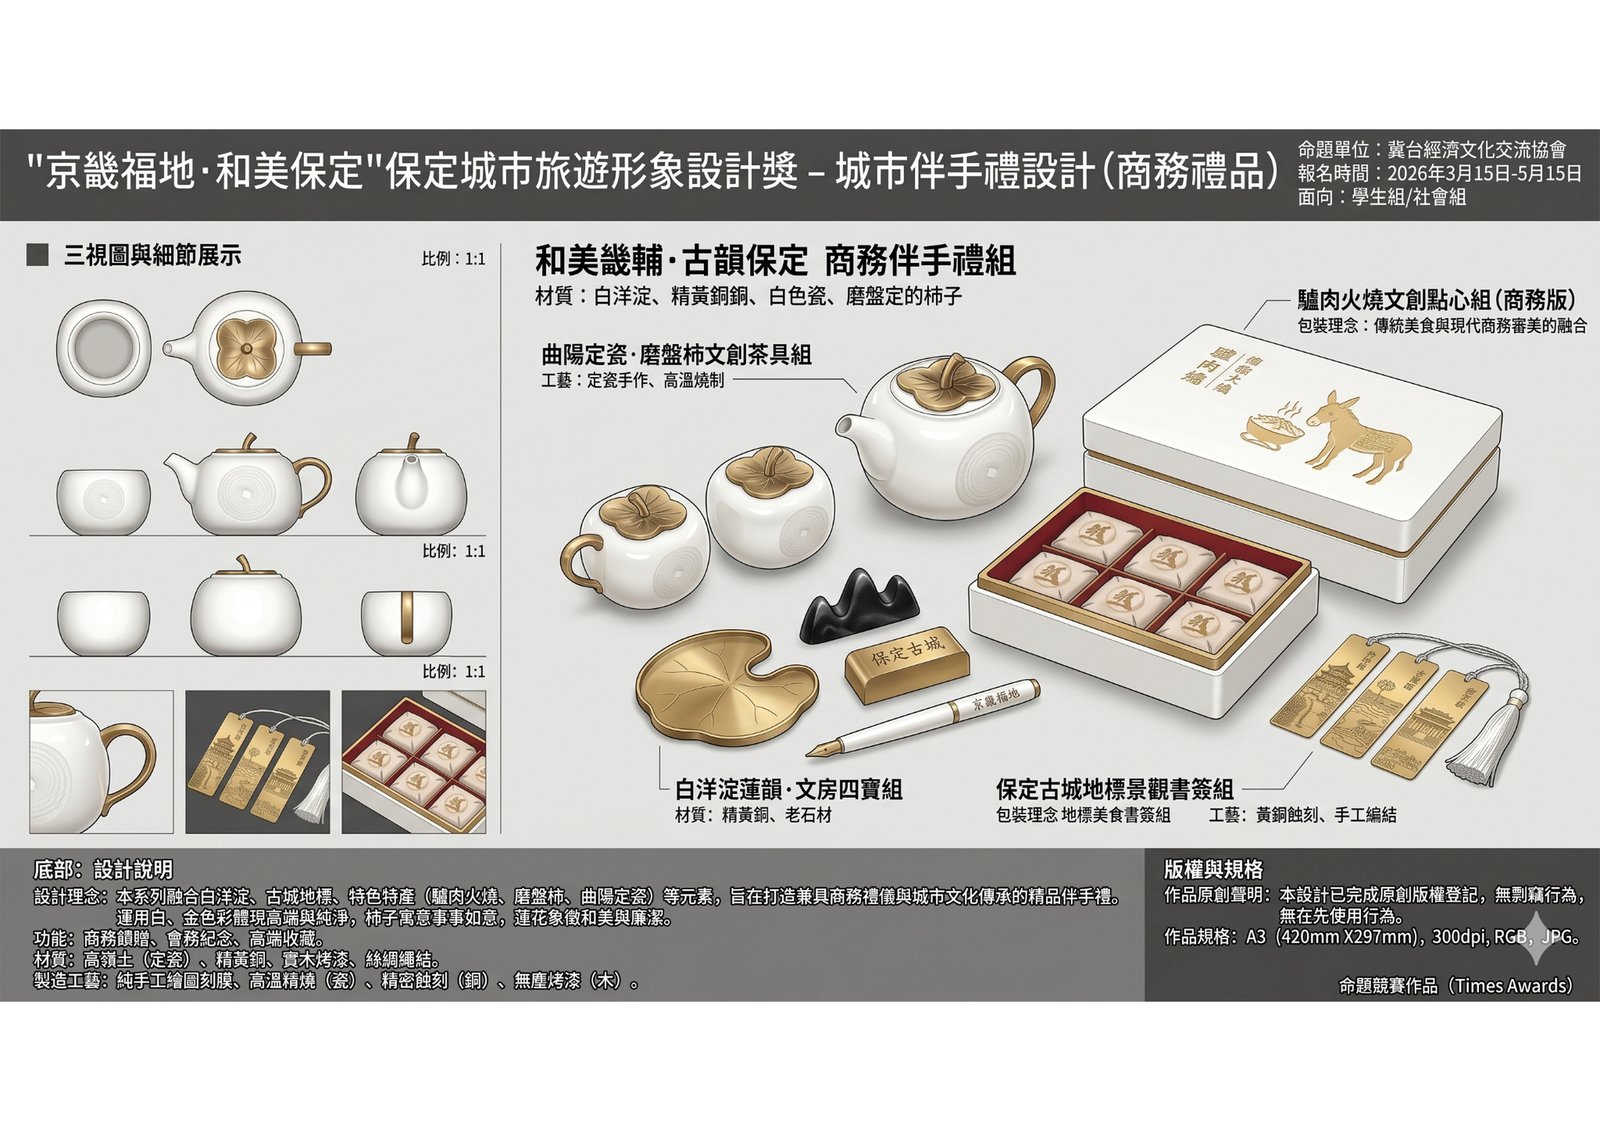 "京畿福地·和美保定"保定城市旅遊形象設計獎 – 城市伴手禮設計(商務禮品)
命題單位：冀台經濟文化交流協會
報名時間：2026年3月15日-5月15日
面向：學生組/社會組
三視圖與細節展示
比例：1:1
比例：1:1
比例：1:1
和美畿輔·古韻保定 商務伴手禮組
材質：白洋淀、精黃銅銅、白色瓷、磨盤定的柿子
曲陽定瓷·磨盤柿文創茶具組
工藝：定瓷手作、高溫燒制
驢肉火燒文創點心組(商務版)
包裝理念：傳統美食與現代商務審美的融合
保定古城
京畿福地
白洋淀蓮韻·文房四寶組
材質：精黃銅、老石材
保定古城地標景觀書簽組
包裝理念 地標美食書簽組 工藝：黃銅蝕刻、手工編結
底部：設計說明
設計理念：本系列融合白洋淀、古城地標、特色特產（驢肉火燒、磨盤柿、曲陽定瓷）等元素，旨在打造兼具商務禮儀與城市文化傳承的精品伴手禮。
運用白、金色彩體現高端與純淨，柿子寓意事事如意，蓮花象徵和美與廉潔。
功能：商務饋贈、會務紀念、高端收藏。
材質：高嶺土（定瓷）、精黃銅、實木烤漆、絲綢繩結。
製造工藝：純手工繪圖刻膜、高溫精燒（瓷）、精密蝕刻（銅）、無塵烤漆（木）。
版權與規格
作品原創聲明：本設計已完成原創版權登記，無剽竊行為，
無在先使用行為。
作品規格：A3（420mm X297mm），300dpi, RGB，JPG。
命題競賽作品（Times Awards）